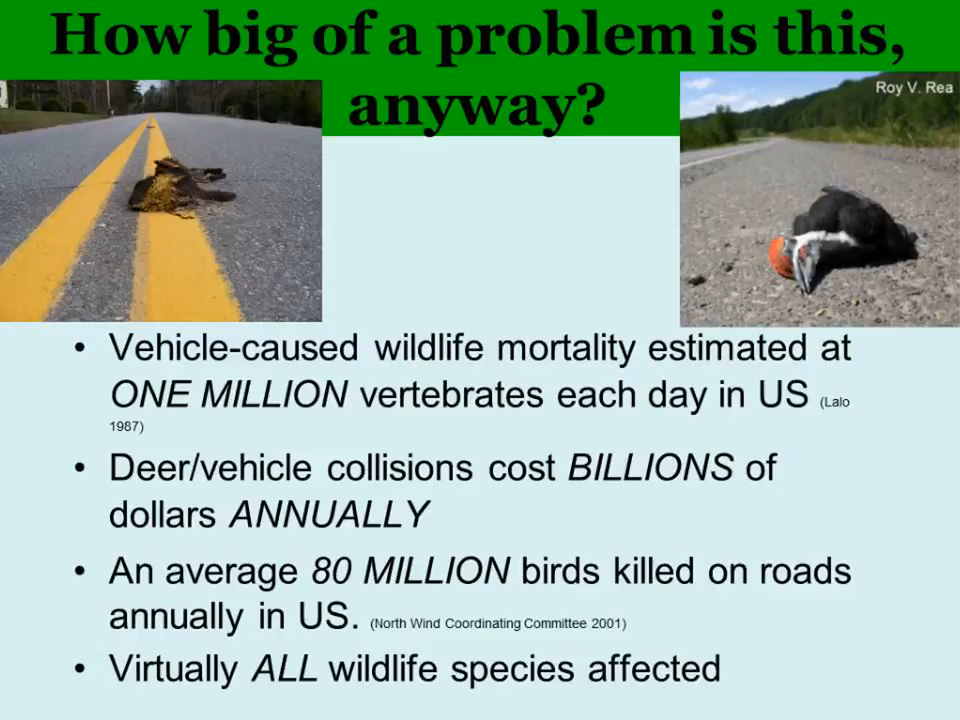 How big of a problem is this,
anyway?
Roy V. Rea
• Vehicle-caused wildlife mortality estimated at
ONE MILLION vertebrates each day in US (Lalo
1987)
• Deer/vehicle collisions cost BILLIONS of
dollars ANNUALLY
• An average 80 MILLION birds killed on roads
annually in US. (North Wind Coordinating Committee 2001)
• Virtually ALL wildlife species affected